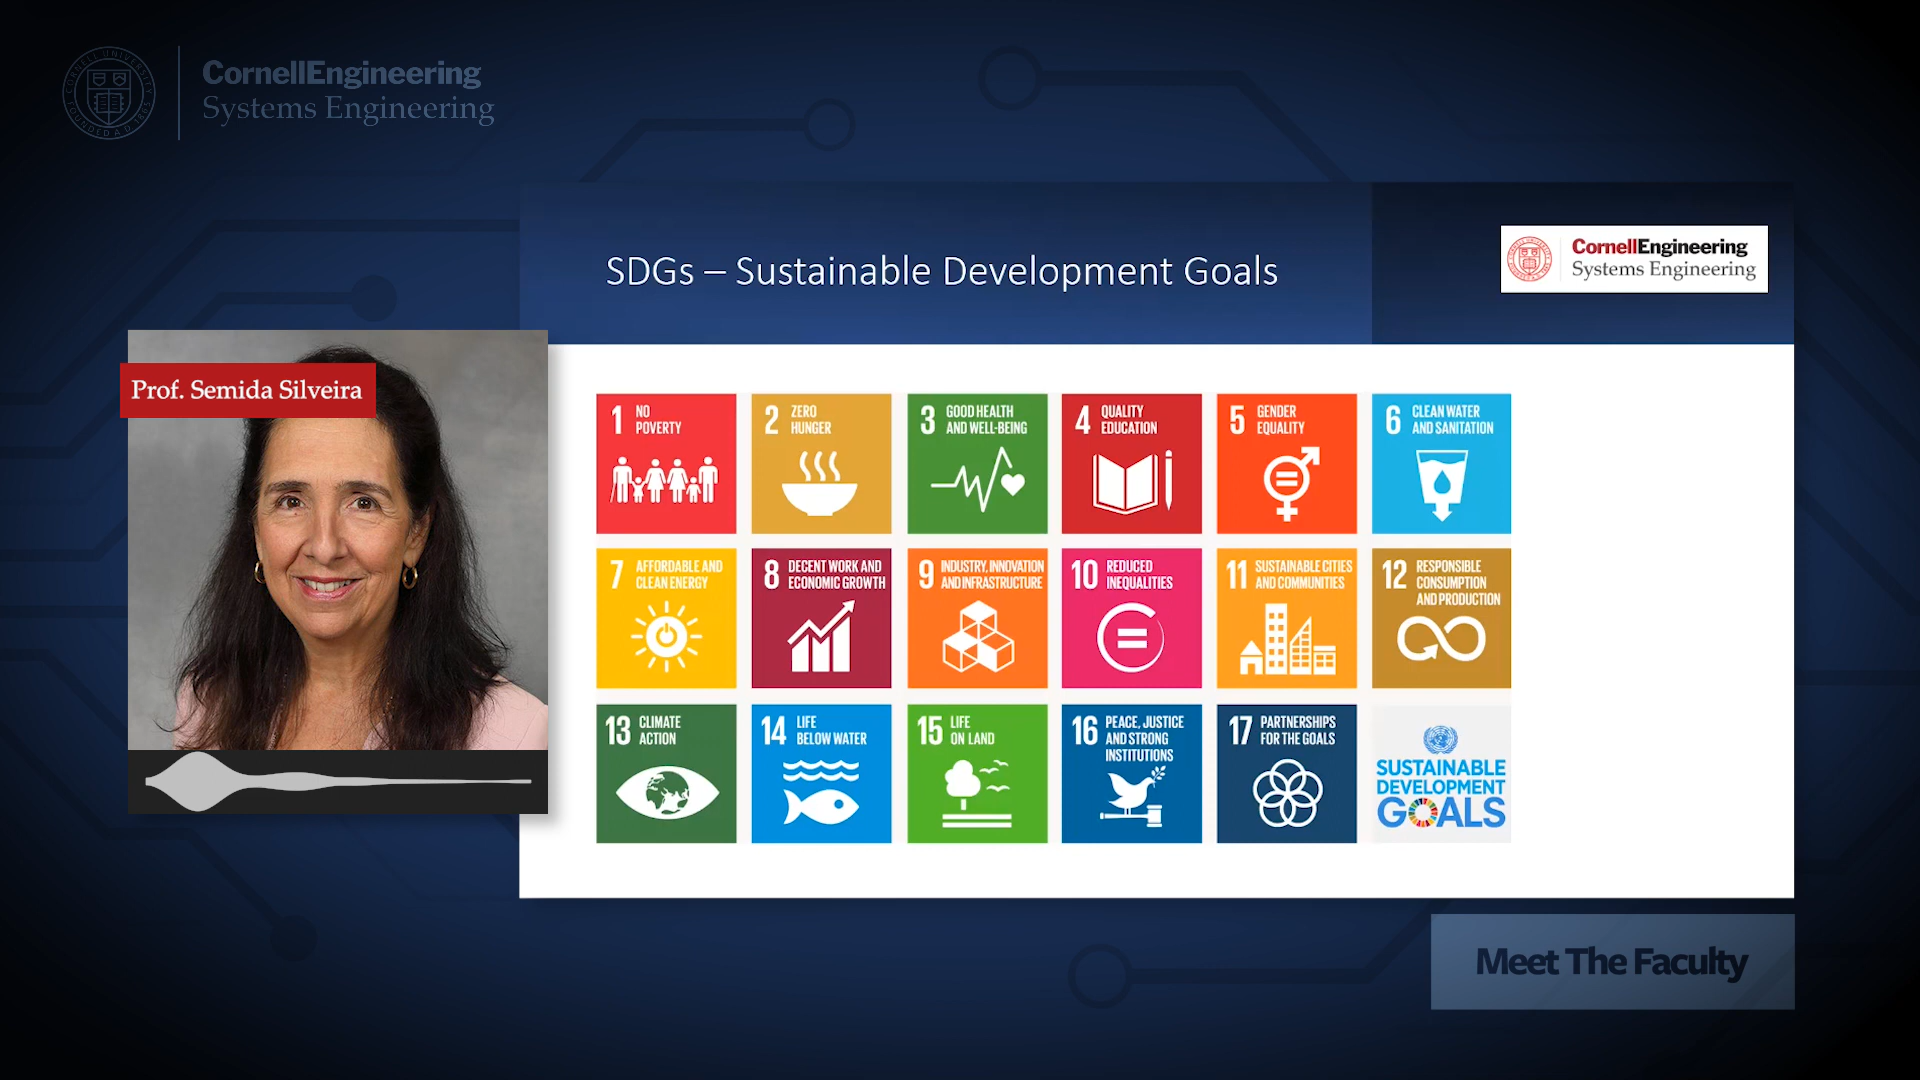 CornellEngineering
Systems Engineering
SDGs – Sustainable Development Goals
CornellEngineering
Systems Engineering
Prof. Semida Silveira
1 NO
POVERTY
2 ZERO
HUNGER
3 GOOD HEALTH
AND WELL-BEING
4 QUALITY
EDUCATION
5 GENDER
EQUALITY
6 CLEAN WATER
AND SANITATION
7 AFFORDABLE AND
CLEAN ENERGY
8 DECENT WORK AND
ECONOMIC GROWTH
9 INDUSTRY, INNOVATION
AND INFRASTRUCTURE
10 REDUCED
INEQUALITIES
11 SUSTAINABLE CITIES
AND COMMUNITIES
12 RESPONSIBLE
CONSUMPTION
AND PRODUCTION
13 CLIMATE
ACTION
14 LIFE
BELOW WATER
15 LIFE
ON LAND
16 PEACE, JUSTICE
AND STRONG
INSTITUTIONS
17 PARTNERSHIPS
FOR THE GOALS
SUSTAINABLE
DEVELOPMENT
GOALS
Meet The Faculty